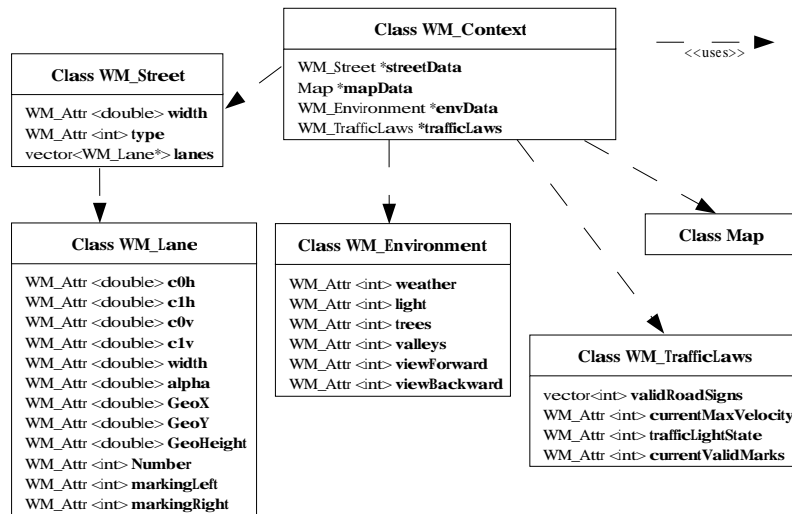 Class WM_Context
WM_Street *streetData
Map *mapData
WM_Environment *envData
WM_TrafficLaws *trafficLaws
<<uses>>
Class WM_Street
WM_Attr <double> width
WM_Attr <int> type
vector<WM_Lane*> lanes
Class WM_Lane
WM_Attr <double> c0h
WM_Attr <double> c1h
WM_Attr <double> c0v
WM_Attr <double> c1v
WM_Attr <double> width
WM_Attr <double> alpha
WM_Attr <double> GeoX
WM_Attr <double> GeoY
WM_Attr <double> GeoHeight
WM_Attr <int> Number
WM_Attr <int> markingLeft
WM_Attr <int> markingRight
Class WM_Environment
WM_Attr <int> weather
WM_Attr <int> light
WM_Attr <int> trees
WM_Attr <int> valleys
WM_Attr <int> viewForward
WM_Attr <int> viewBackward
Class Map
Class WM_TrafficLaws
vector<int> validRoadSigns
WM_Attr <int> currentMaxVelocity
WM_Attr <int> trafficLightState
WM_Attr <int> currentValidMarks